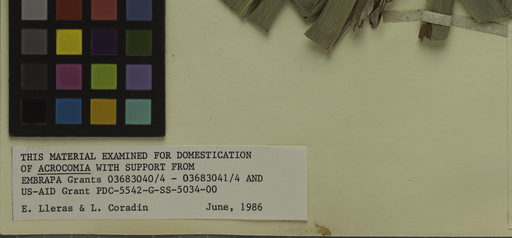 THIS MATERIAL EXAMINED FOR DOMESTICATION
OF ACROCOMIA WITH SUPPORT FROM
EMBRAPA Grants 03683040/4 - 03683041/4 AND
US-AID Grant PDC-5542-G-SS-5034-00
E. Lleras & L. Coradin June, 1986